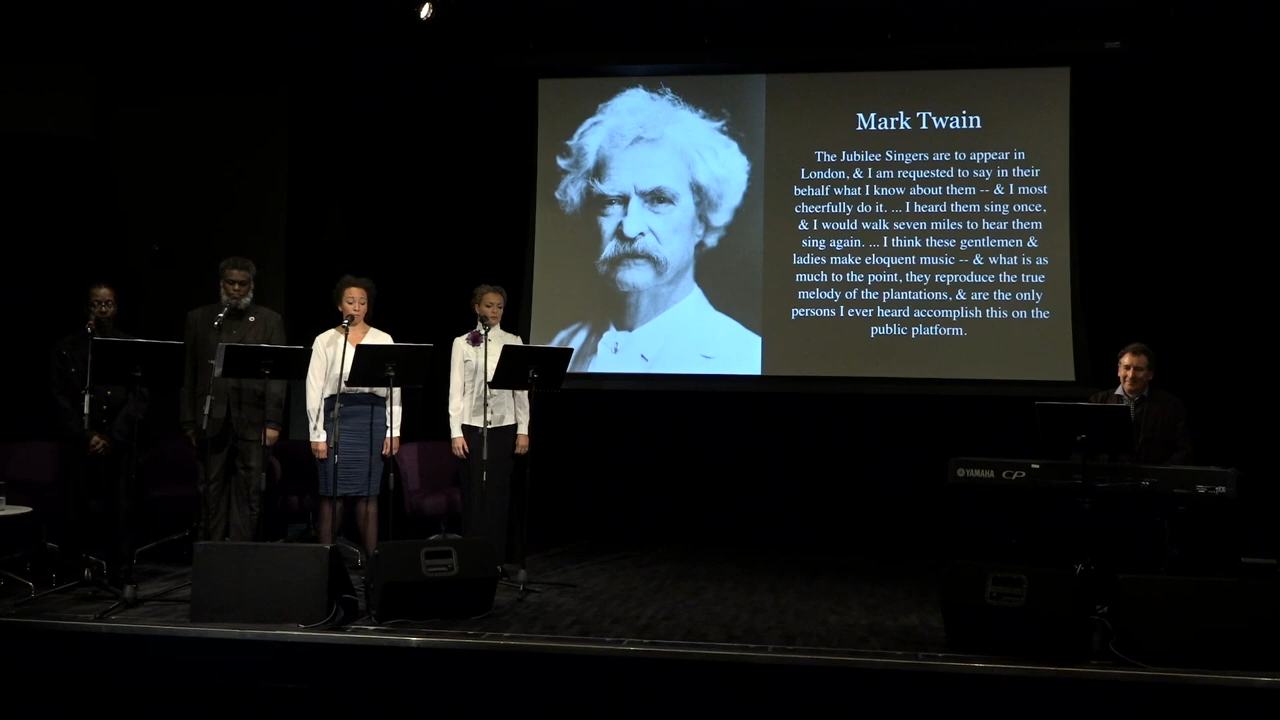 Mark Twain
The Jubilee Singers are to appear in
London, & I am requested to say in their
behalf what I know about them -- & I most
cheerfully do it. ... I heard them sing once,
& I would walk seven miles to hear them
sing again. ... I think these gentlemen &
ladies make eloquent music -- & what is as
much to the point, they reproduce the true
melody of the plantations, & are the only
persons I ever heard accomplish this on the
public platform.
YAMAHA CP